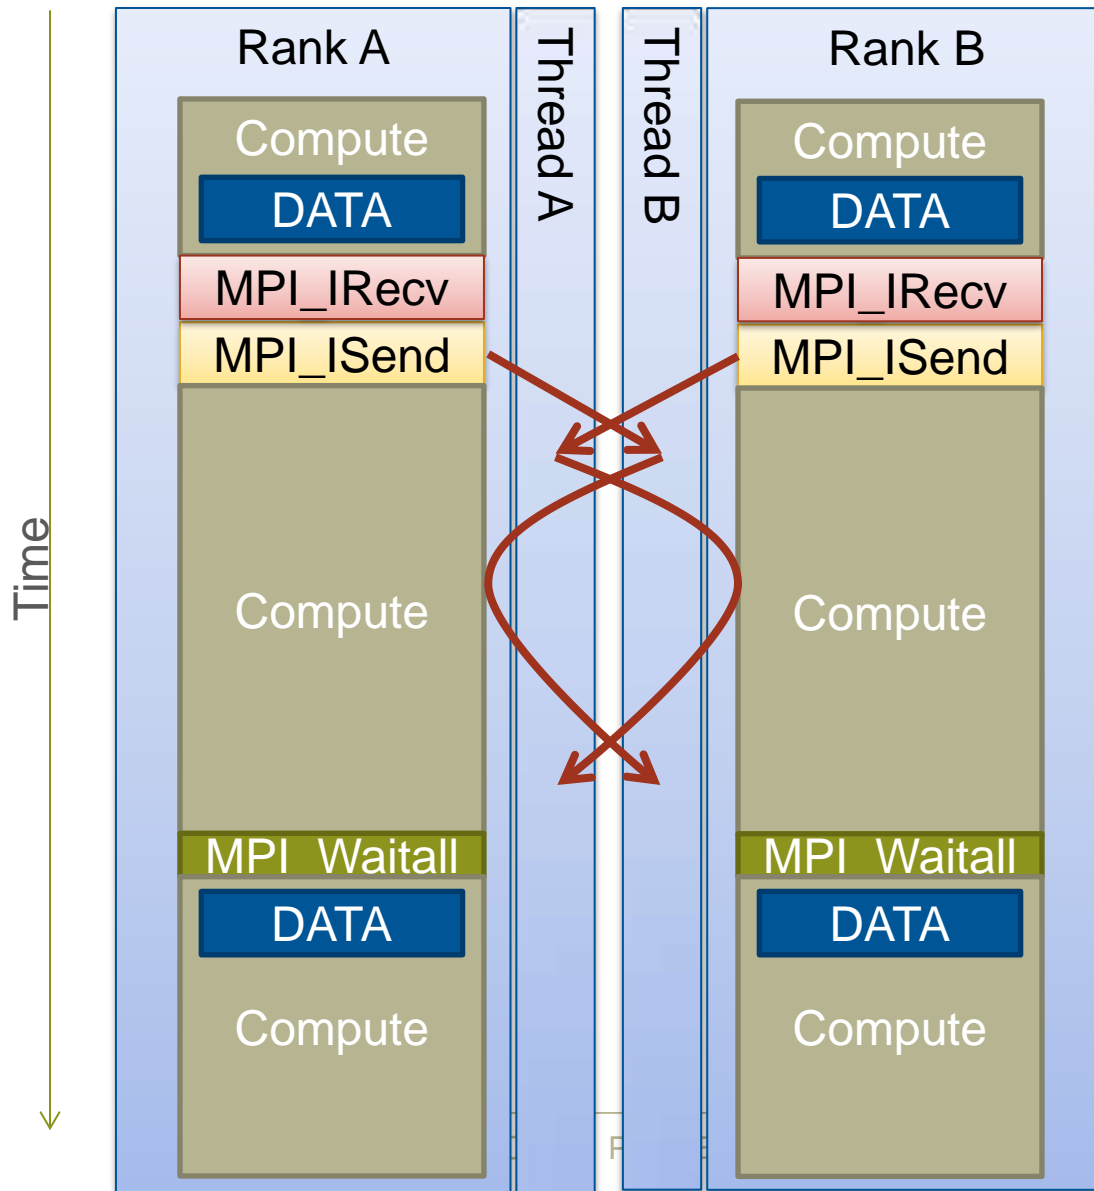 Rank A
Thread A
Thread B
Rank B
Compute
DATA
MPI_IRecv
MPI_ISend
Compute
MPI_Waitall
DATA
Compute
Compute
DATA
MPI_IRecv
MPI_ISend
Compute
MPI_Waitall
DATA
Compute
Time